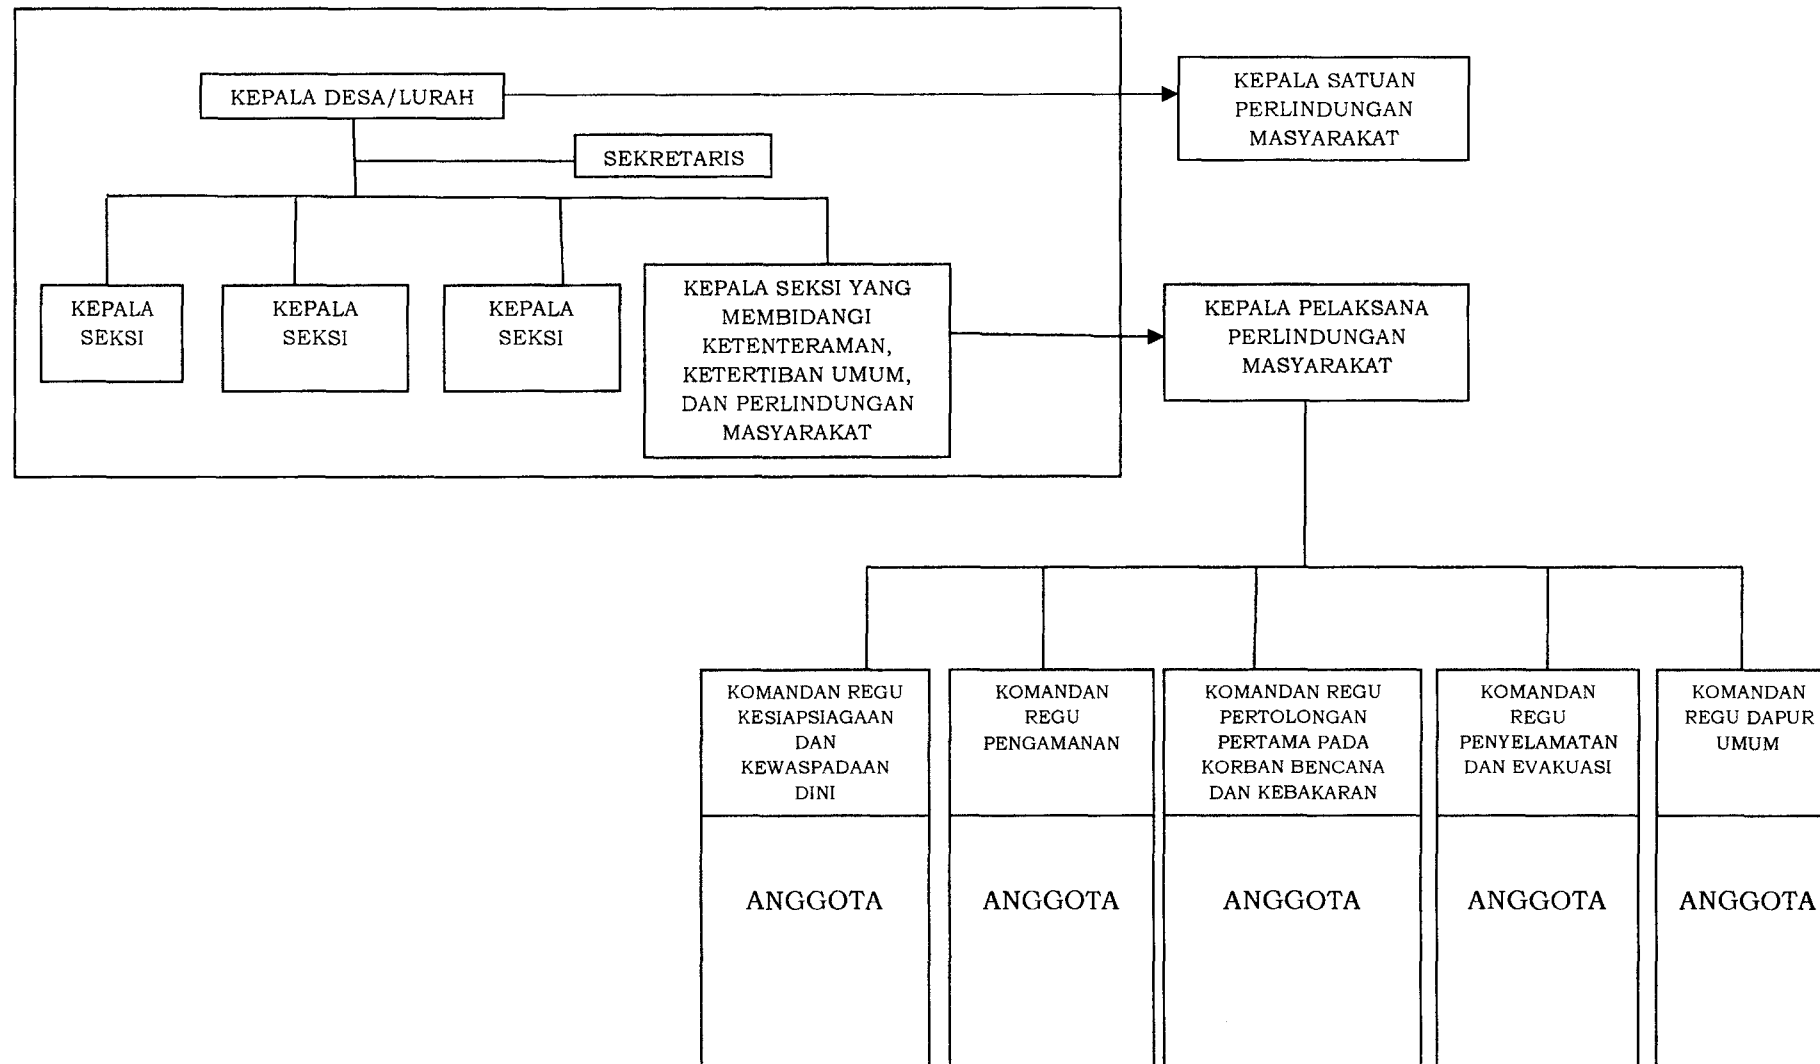 KEPALA DESA/LURAH
KEPALA SATUAN
PERLINDUNGAN
MASYARAKAT
SEKRETARIS
KEPALA
SEKSI
KEPALA
SEKSI
KEPALA
SEKSI
KEPALA SEKSI YANG
MEMBIDANGI
KETENTERAMAN,
KETERTIBAN UMUM,
DAN PERLINDUNGAN
MASYARAKAT
KEPALA PELAKSANA
PERLINDUNGAN
MASYARAKAT
KOMANDAN REGU
KESIAPSIAGAAN
DAN
KEWASPADAAN
DINI
KOMANDAN
REGU
PENGAMANAN
KOMANDAN REGU
PERTOLONGAN
PERTAMA PADA
KORBAN BENCANA
DAN KEBAKARAN
KOMANDAN
REGU
PENYELAMATAN
DAN EVAKUASI
KOMANDAN
REGU DAPUR
UMUM
ANGGOTA
ANGGOTA
ANGGOTA
ANGGOTA
ANGGOTA